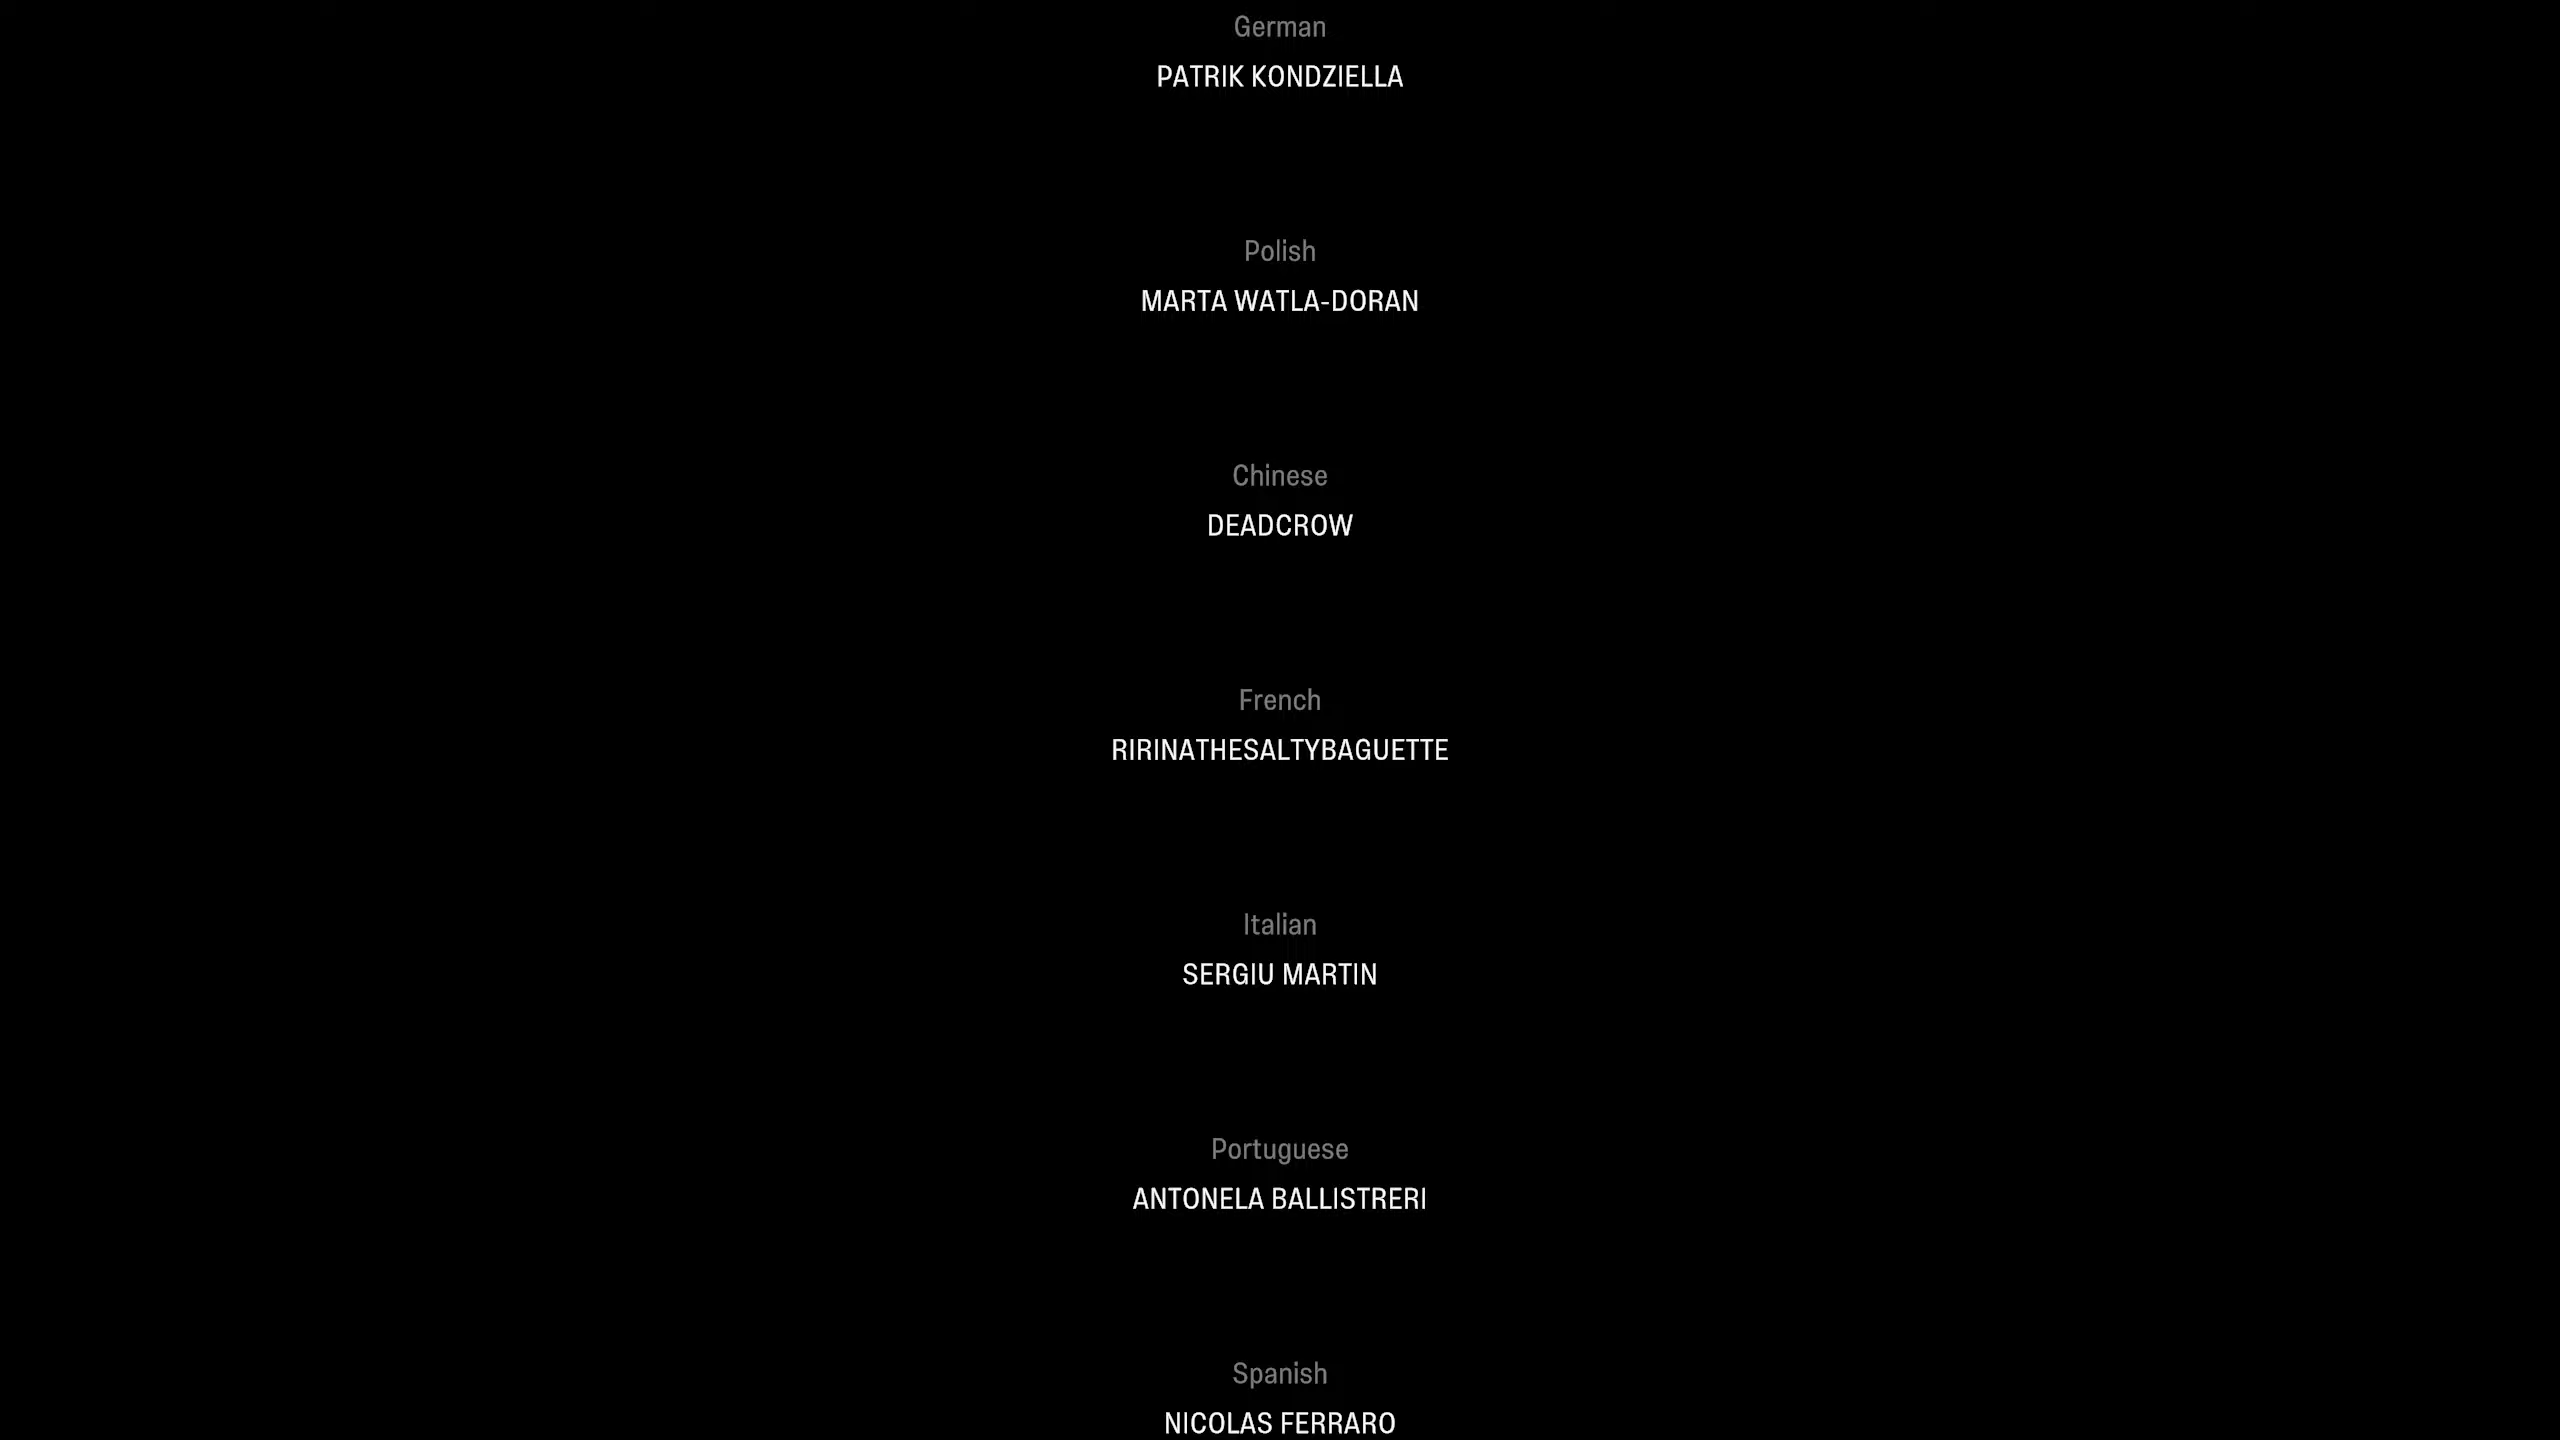 German
PATRIK KONDZIELLA
Polish
MARTA WATLA-DORAN
Chinese
DEADCROW
French
RIRINATHESALTYBAGUETTE
Italian
SERGIU MARTIN
Portuguese
ANTONELA BALLISTRERI
Spanish
NICOLAS FERRARO